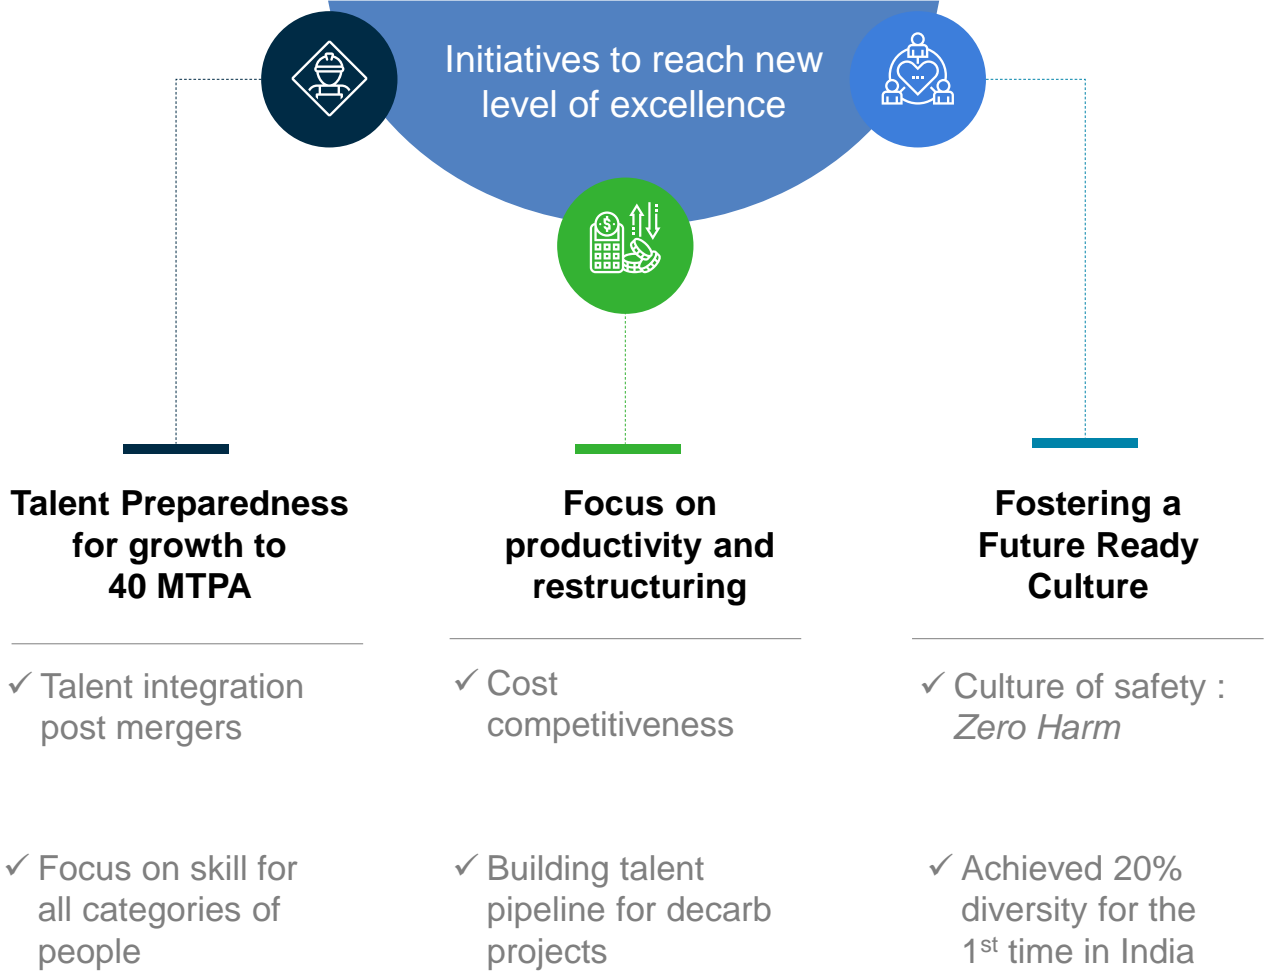 Initiatives to reach new
level of excellence
Talent Preparedness
for growth to
40 MTPA
✓ Talent integration
post mergers
✓ Focus on skill for
all categories of
people
Focus on
productivity and
restructuring
✓ Cost
competitiveness
✓ Building talent
pipeline for decarb
projects
Fostering a
Future Ready
Culture
✓ Culture of safety :
Zero Harm
✓ Achieved 20%
diversity for the
1st time in India